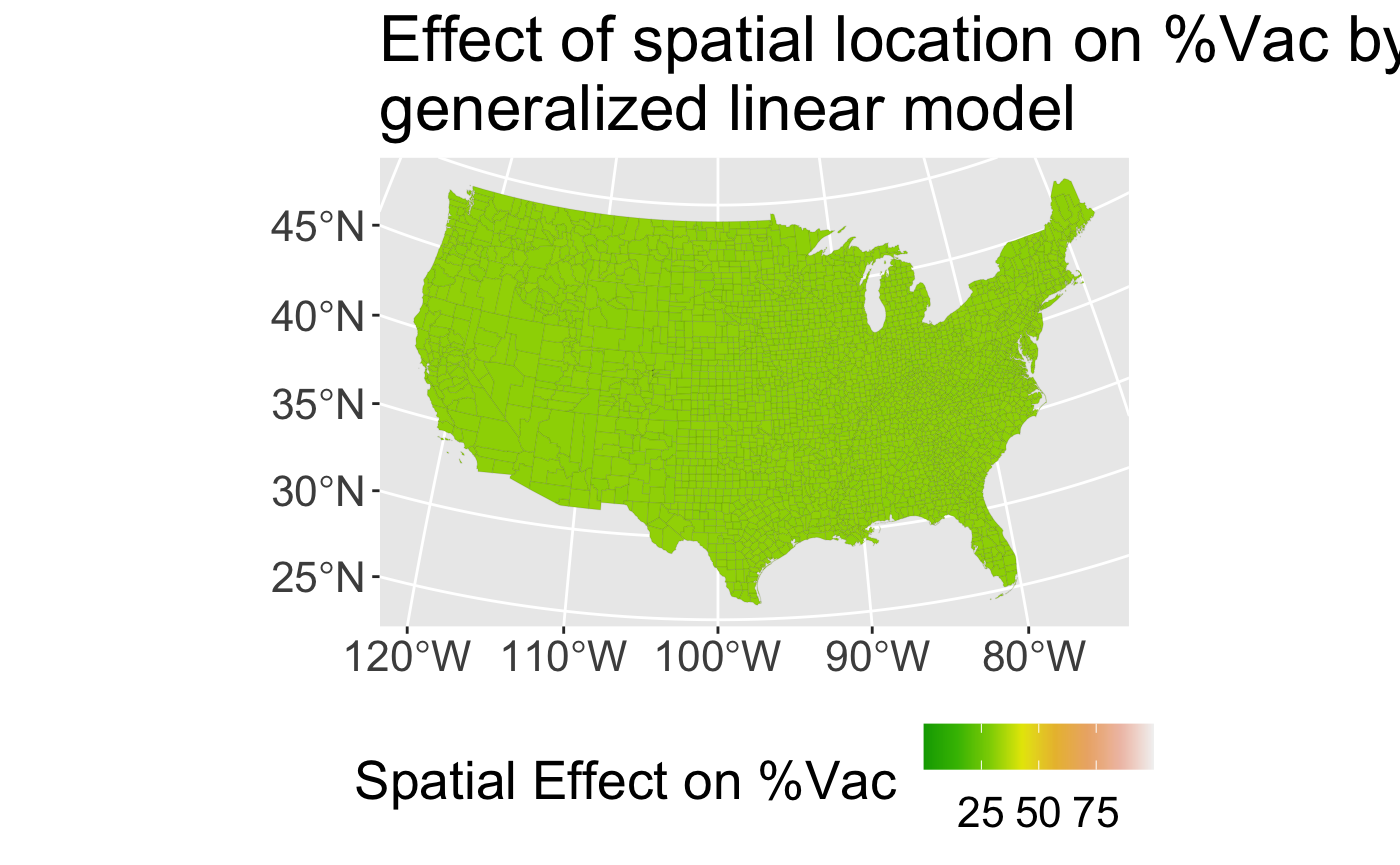 Effect of spatial location on %Vac by
generalized linear model
45°N
40°N
35°N
30°N
25°N
120°W 110°W 100°W 90°W 80°W
Spatial Effect on %Vac
25 50 75